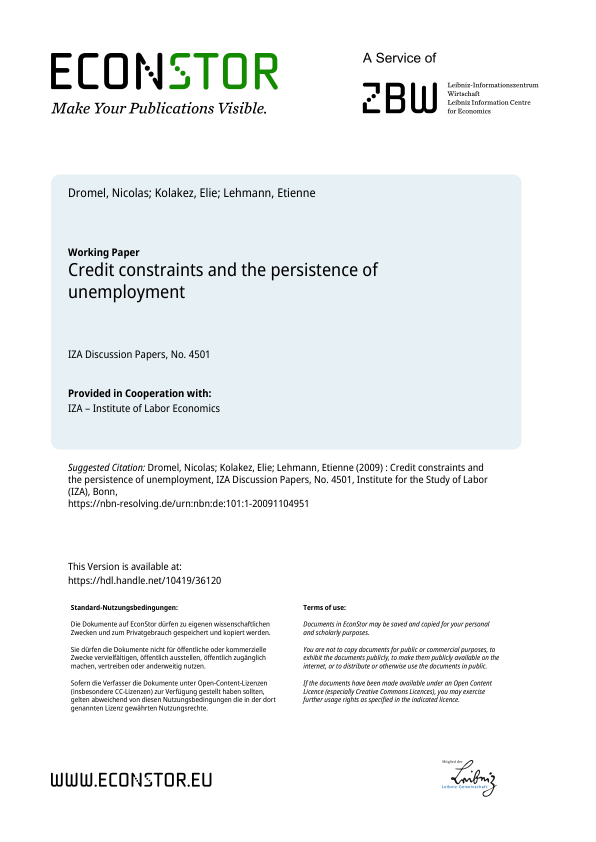 ECONSTOR
Make Your Publications Visible.
A Service of
ZBW
Leibniz-Informationszentrum
Wirtschaft
Leibniz Information Centre
for Economics
Dromel, Nicolas; Kolakez, Elie; Lehmann, Etienne
Working Paper
Credit constraints and the persistence of
unemployment
IZA Discussion Papers, No. 4501
Provided in Cooperation with:
IZA – Institute of Labor Economics
Suggested Citation: Dromel, Nicolas; Kolakez, Elie; Lehmann, Etienne (2009) : Credit constraints and
the persistence of unemployment, IZA Discussion Papers, No. 4501, Institute for the Study of Labor
(IZA), Bonn,
https://nbn-resolving.de/urn:nbn:de:101:1-20091104951
This Version is available at:
https://hdl.handle.net/10419/36120
Standard-Nutzungsbedingungen:
Die Dokumente auf EconStor dürfen zu eigenen wissenschaftlichen
Zwecken und zum Privatgebrauch gespeichert und kopiert werden.
Sie dürfen die Dokumente nicht für öffentliche oder kommerzielle
Zwecke vervielfältigen, öffentlich ausstellen, öffentlich zugänglich
machen, vertreiben oder anderweitig nutzen.
Sofern die Verfasser die Dokumente unter Open-Content-Lizenzen
(insbesondere CC-Lizenzen) zur Verfügung gestellt haben sollten,
gelten abweichend von diesen Nutzungsbedingungen die in der dort
genannten Lizenz gewährten Nutzungsrechte.
Terms of use:
Documents in EconStor may be saved and copied for your personal
and scholarly purposes.
You are not to copy documents for public or commercial purposes, to
exhibit the documents publicly, to make them publicly available on the
internet, or to distribute or otherwise use the documents in public.
If the documents have been made available under an Open Content
Licence (especially Creative Commons Licences), you may exercise
further usage rights as specified in the indicated licence.
WWW.ECONSTOR.EU
Mitglied der
Leibniz
Leibniz-Gemeinschaft